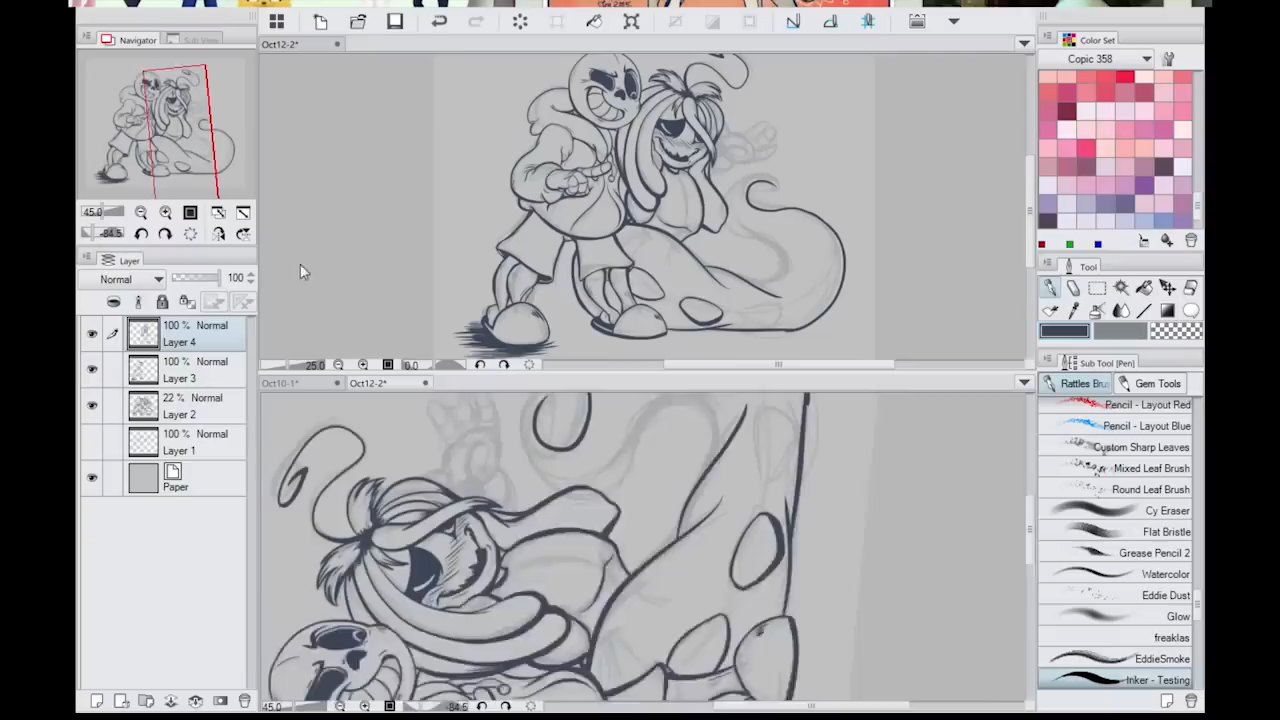 Navigator
Sub View
45.0
-84.5
Layer
Normal
100
100 % Normal
Layer 4
100 % Normal
Layer 3
22 % Normal
Layer 2
100 % Normal
Layer 1
Paper
Oct12-2*
25.0
0.0
Oct10-1*
Oct12-2*
45.0
-84.5
Color Set
Copic 358
Tool
Sub Tool [Pen]
Rattles Bru
Gem Tools
Pencil - Layout Red
Pencil - Layout Blue
Custom Sharp Leaves
Mixed Leaf Brush
Round Leaf Brush
Cy Eraser
Flat Bristle
Grease Pencil 2
Watercolor
Eddie Dust
Glow
freaklas
EddieSmoke
Inker - Testing